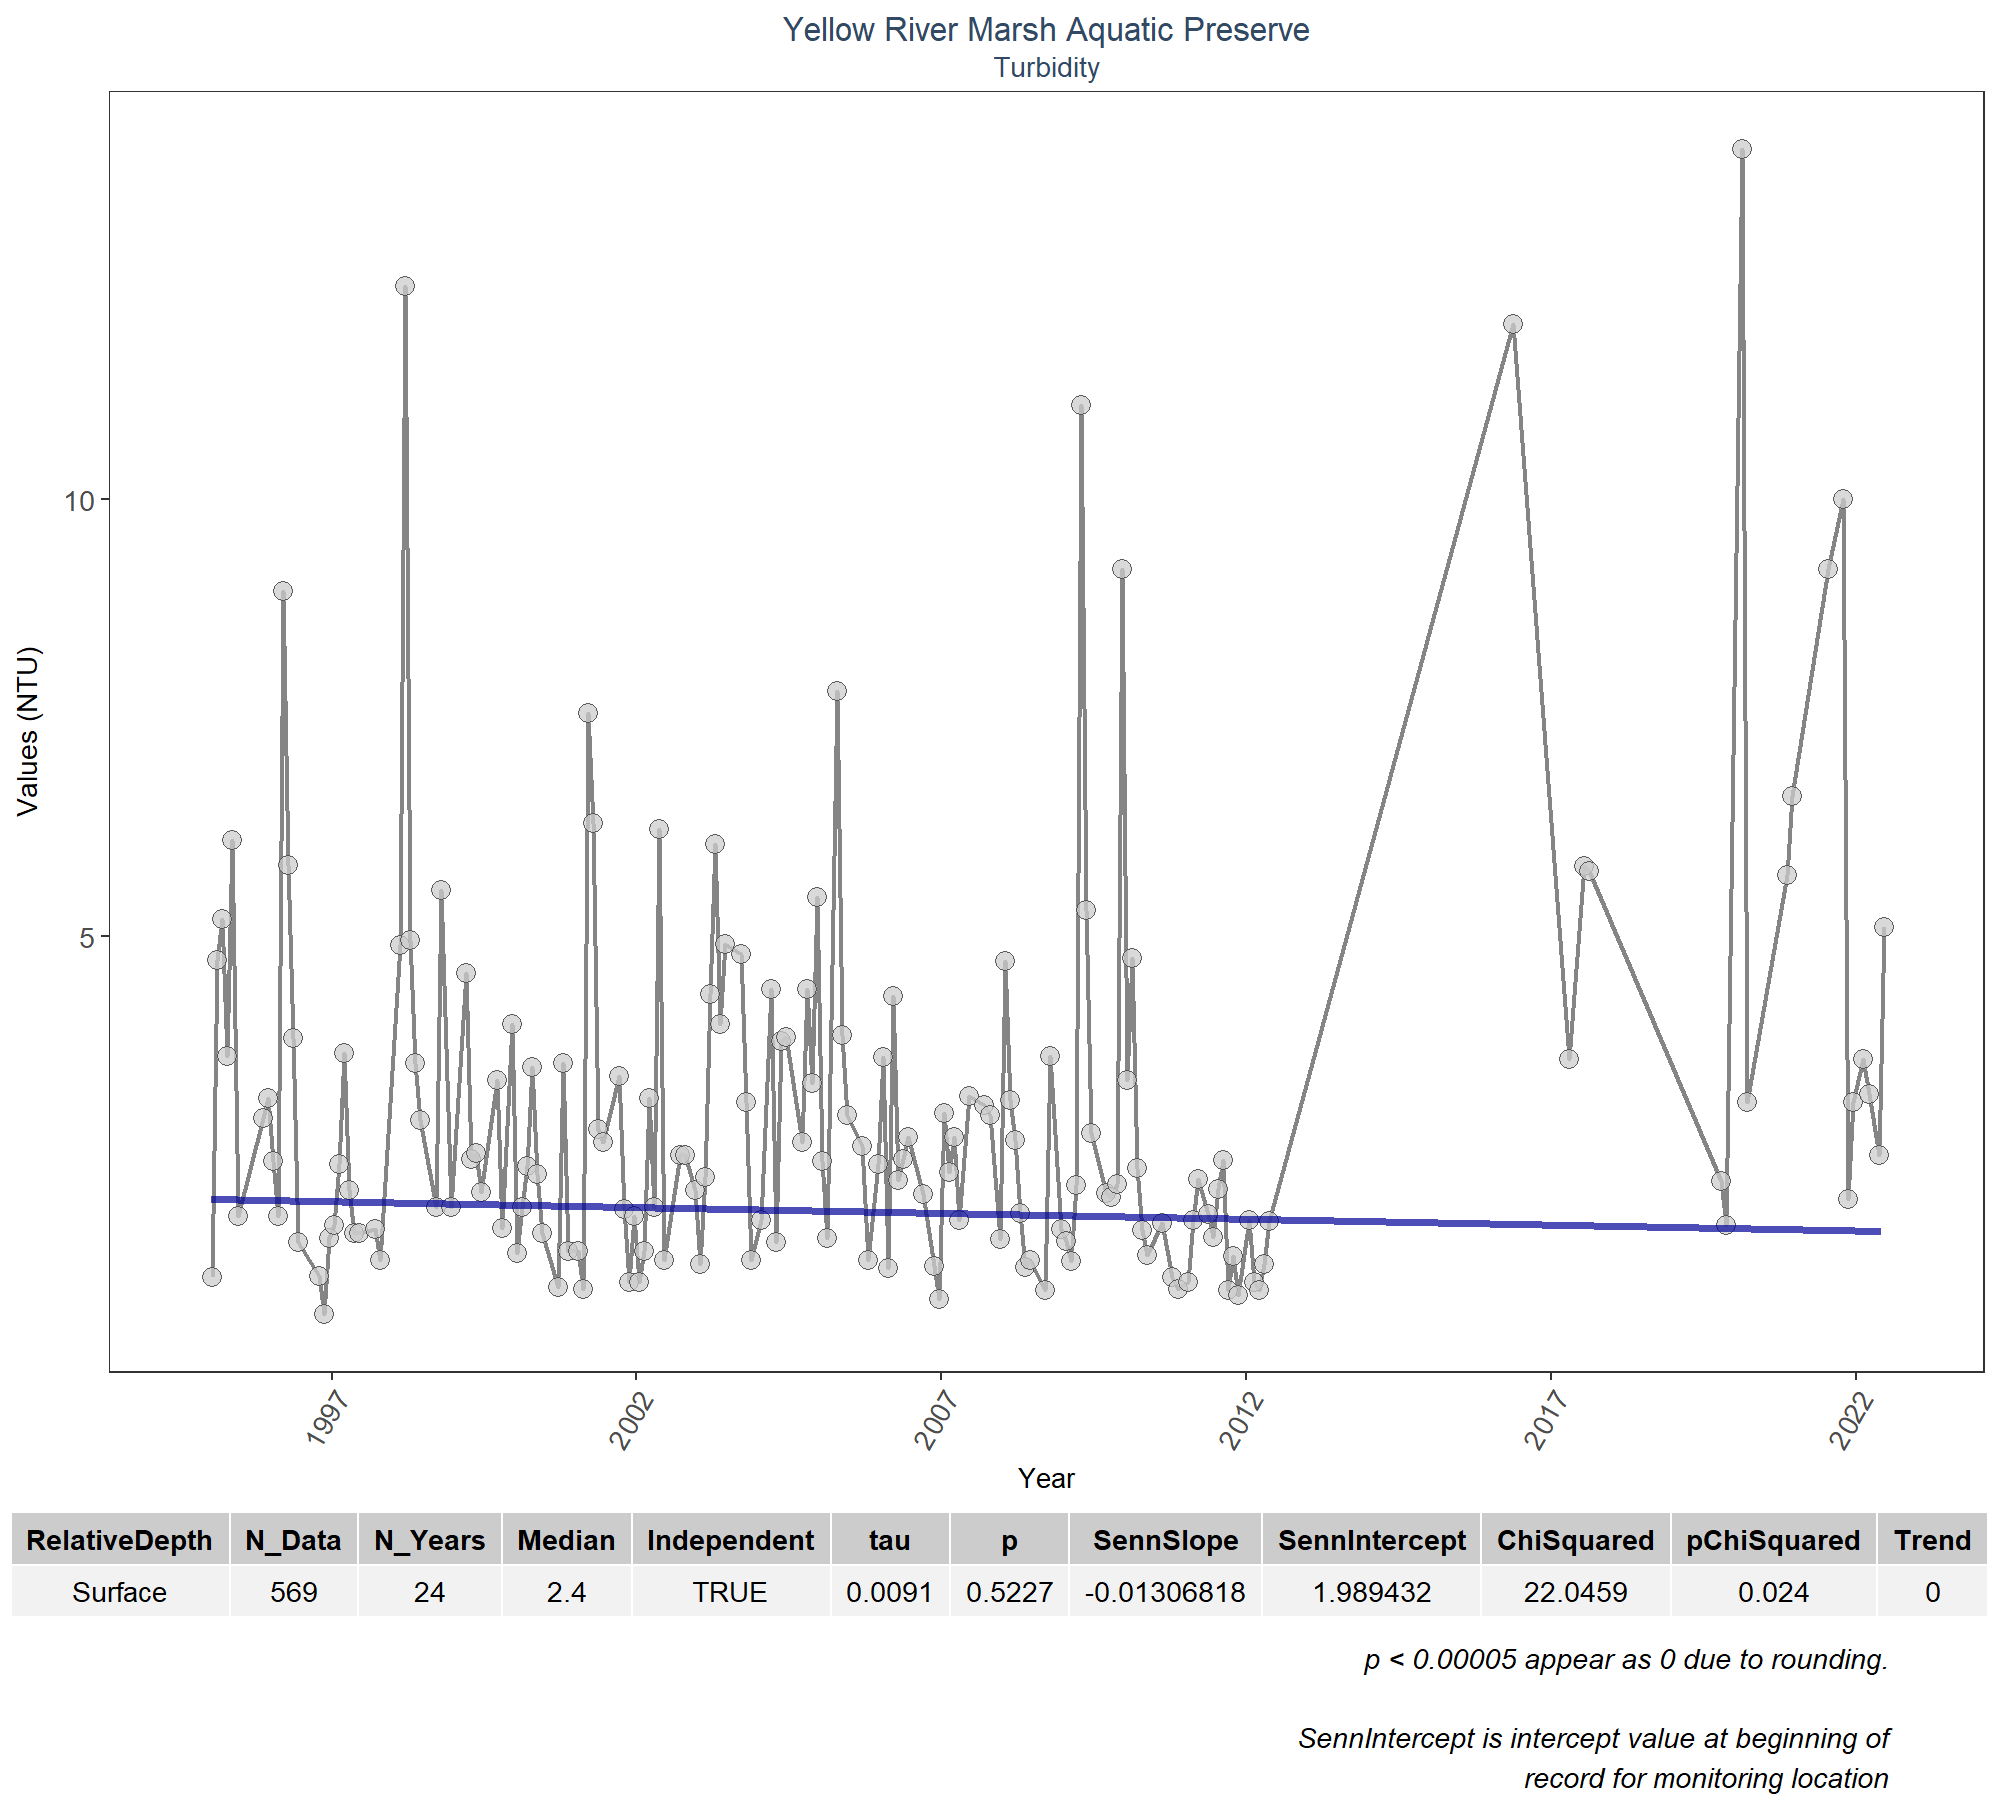 Yellow River Marsh Aquatic Preserve
Turbidity
Values (NTU)
10
5
1997
2002
2007
2012
2017
2022
Year
RelativeDepth N_Data N_Years Median Independent tau p SennSlope SennIntercept ChiSquared pChiSquared Trend
Surface 569 24 2.4 TRUE 0.0091 0.5227 -0.01306818 1.989432 22.0459 0.024 0
p < 0.00005 appear as 0 due to rounding.
SennIntercept is intercept value at beginning of
record for monitoring location